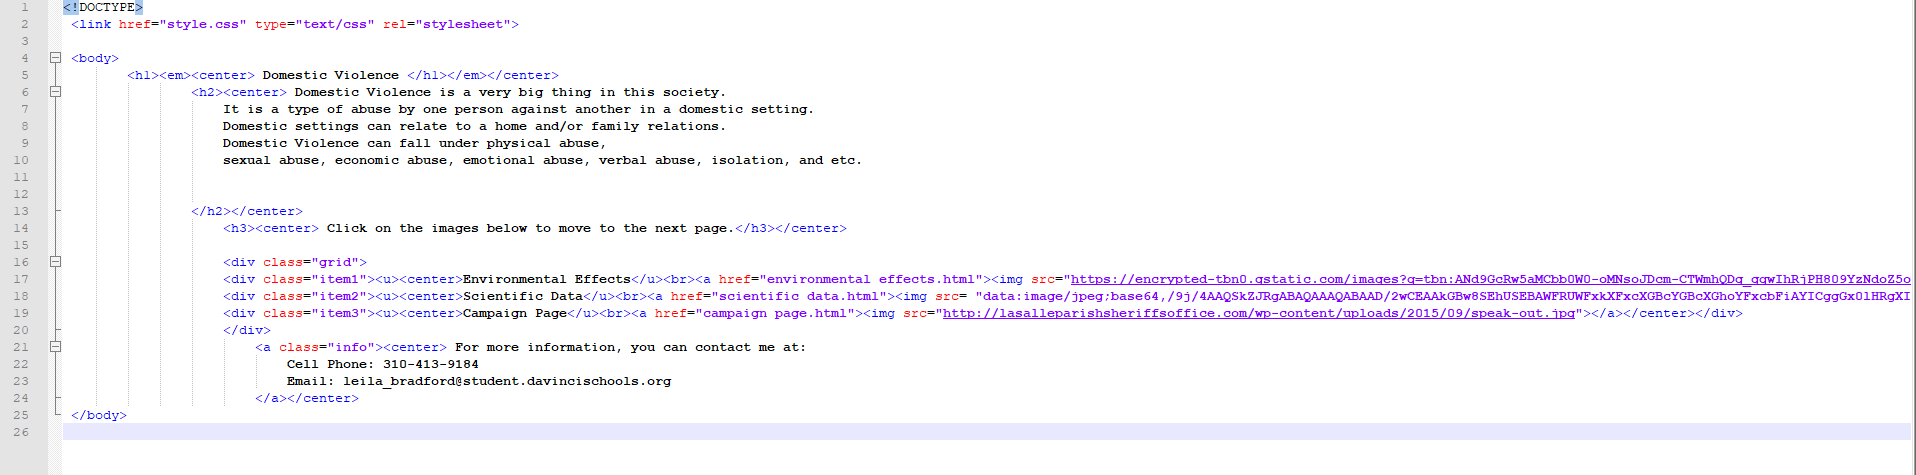 1 <!DOCTYPE>
2 <link href="style.css" type="text/css" rel="stylesheet">
3
4 <body>
5 <h1><em><center> Domestic Violence </h1></em></center>
6 <h2><center> Domestic Violence is a very big thing in this society.
7 It is a type of abuse by one person against another in a domestic setting.
8 Domestic settings can relate to a home and/or family relations.
9 Domestic Violence can fall under physical abuse,
10 sexual abuse, economic abuse, emotional abuse, verbal abuse, isolation, and etc.
11
12
13 </h2></center>
14 <h3><center> Click on the images below to move to the next page.</h3></center>
15
16 <div class="grid">
17 <div class="item1"><u><center>Environmental Effects</u><br><a href="environmental effects.html"><img src="https://encrypted-tbn0.gstatic.com/images?q=tbn:
18 <div class="item2"><u><center>Scientific Data</u><br><a href="scientific data.html"><img src= "data:image/jpeg;base64,
19 <div class="item3"><u><center>Campaign Page</u><br><a href="campaign page.html"><img src="http://lasalleparishsheriffsoffice.com/wp-content/uploads/2015/09/speak-out.jpg"></a></center></div>
20 </div>
21 <a class="info"><center> For more information, you can contact me at:
22 Cell Phone: 310-413-9184
23 Email: leila_bradford@student.davincischools.org
24 </a></center>
25 </body>
26